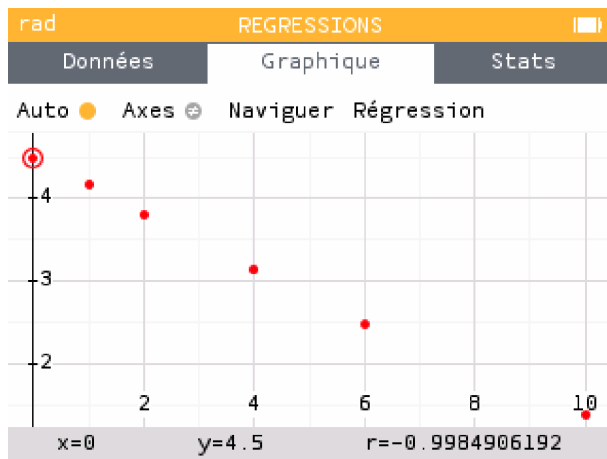 rad REGRESSIONS
Données Graphique Stats
Auto Axes Naviguer Régression
4
3
2
2 4 6 8 10
x=0 y=4.5 r=-0.9984906192